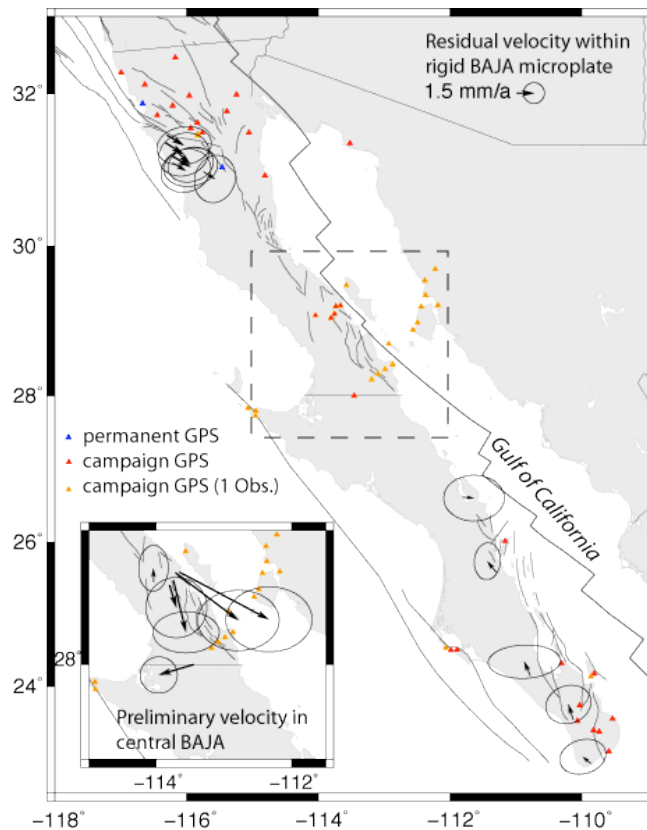 Residual velocity within
rigid BAJA microplate
1.5 mm/a
32°
30°
28°
26°
24°
permanent GPS
campaign GPS
campaign GPS (1 Obs.)
Gulf of California
28°
Preliminary velocity in
central BAJA
−114°
−112°
−118°
−116°
−114°
−112°
−110°